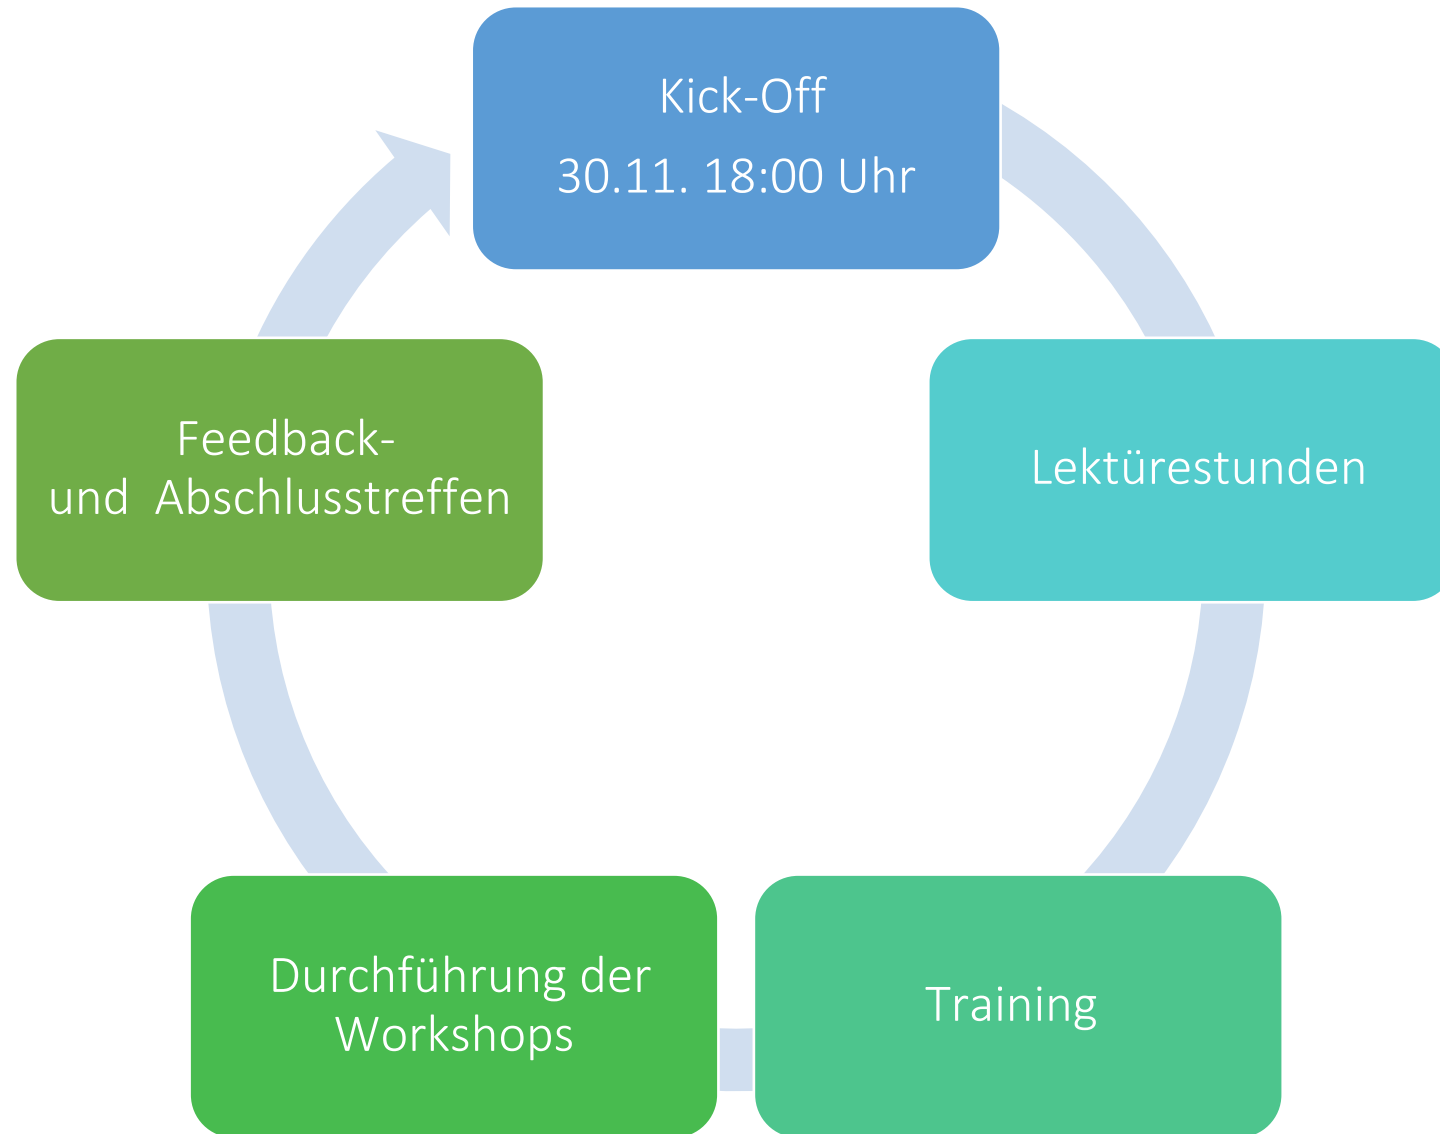 Kick-Off
30.11. 18:00 Uhr
Lektürestunden
Training
Durchführung der
Workshops
Feedback-
und Abschlusstreffen